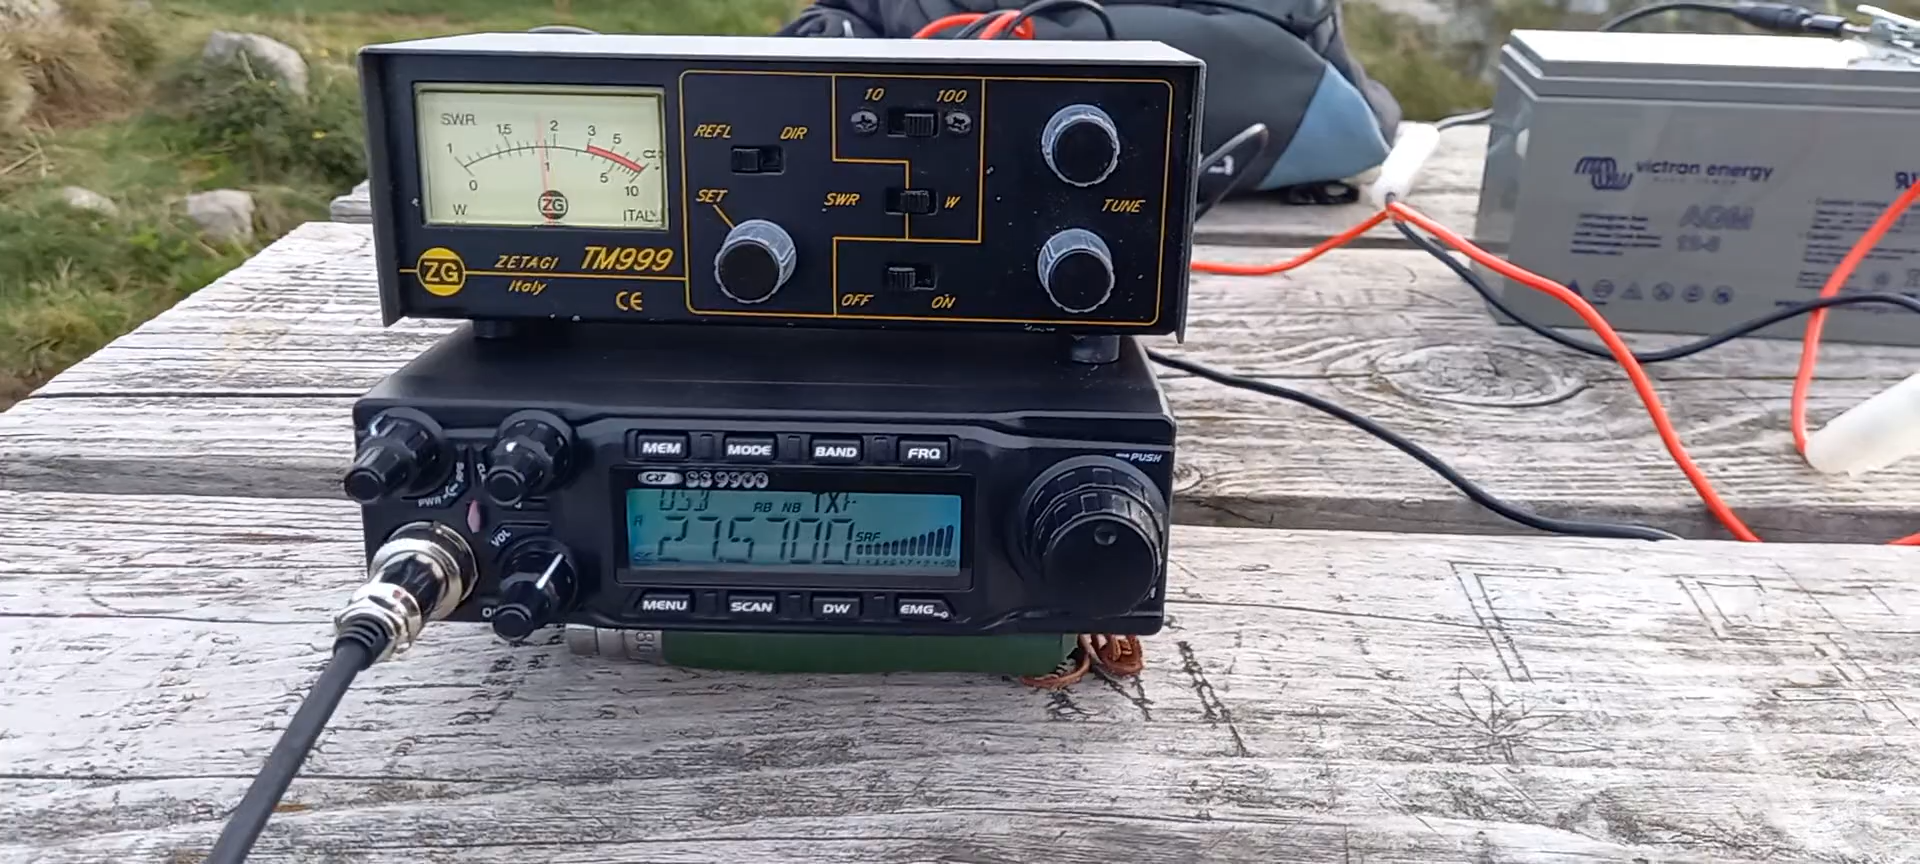 S.W.R.
1 1.5 2 3 5 ∞
0 1 5 10
W ZG ITALY
ZG ZETAGI TM999
Italy
CE
REFL DIR
SET
10 100
SWR W
OFF ON
TUNE
victron energy
AGM
MEM MODE BAND FRQ
PUSH
CRT SS 9900
USB RB NB TX
A 27.5700 SRF
PWR
VOL
MENU SCAN DW EMG